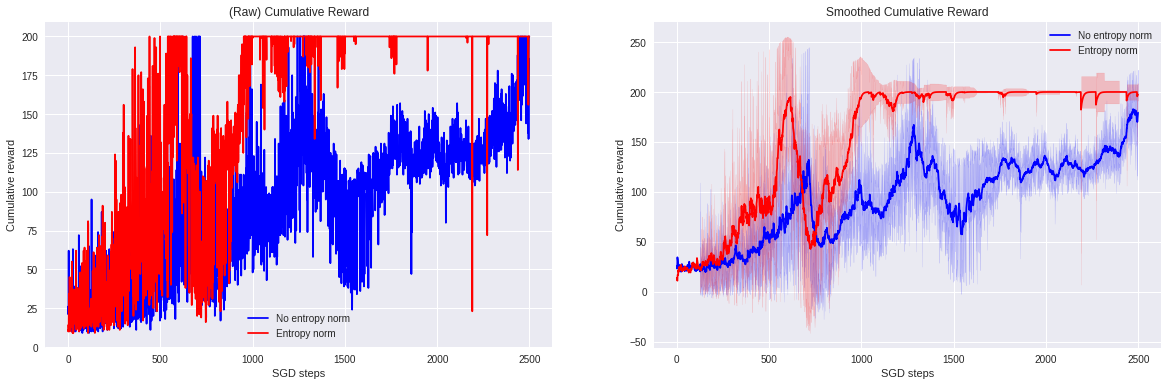 (Raw) Cumulative Reward
Cumulative reward
200
175
150
125
100
75
50
25
0
No entropy norm
Entropy norm
0
500
1000
1500
2000
2500
SGD steps
Smoothed Cumulative Reward
Cumulative reward
250
200
150
100
50
0
−50
No entropy norm
Entropy norm
0
500
1000
1500
2000
2500
SGD steps